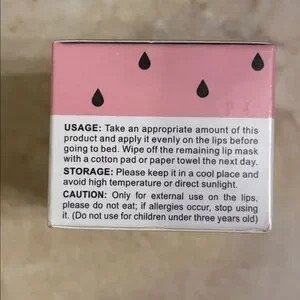 USAGE: Take an appropriate amount of this
product and apply it evenly on the lips before
going to bed. Wipe off the remaining lip mask
with a cotton pad or paper towel the next day.
STORAGE: Please keep it in a cool place and
avoid high temperature or direct sunlight.
CAUTION: Only for external use on the lips,
please do not eat; if allergies occur, stop using
it. (Do not use for children under three years old)